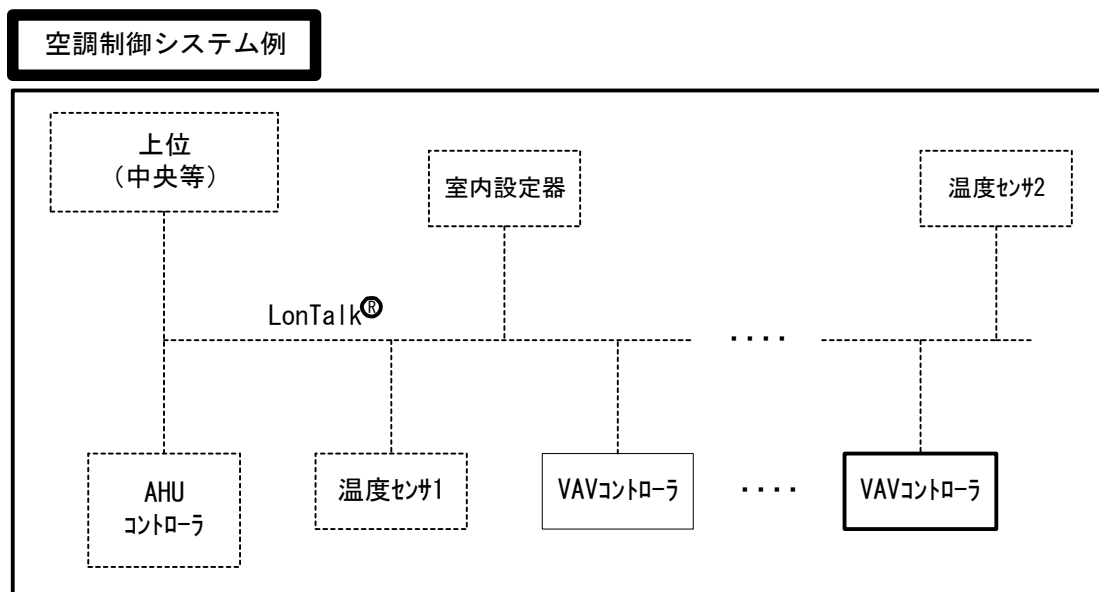 空調制御システム例
上位
（中央等）
室内設定器
温度ｾﾝｻ2
LonTalk®
････
AHU
ｺﾝﾄﾛｰﾗ
温度ｾﾝｻ1
VAVｺﾝﾄﾛｰﾗ
････
VAVｺﾝﾄﾛｰﾗ